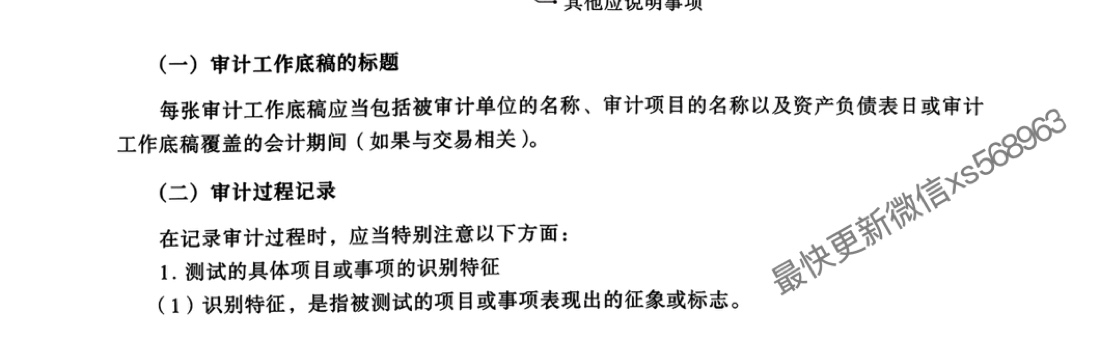 其他应说明事项
（一）审计工作底稿的标题
每张审计工作底稿应当包括被审计单位的名称、审计项目的名称以及资产负债表日或审计
工作底稿覆盖的会计期间（如果与交易相关）。
（二）审计过程记录
在记录审计过程时，应当特别注意以下方面：
1. 测试的具体项目或事项的识别特征
（1）识别特征，是指被测试的项目或事项表现出的征象或标志。
最快更新微信xs568963